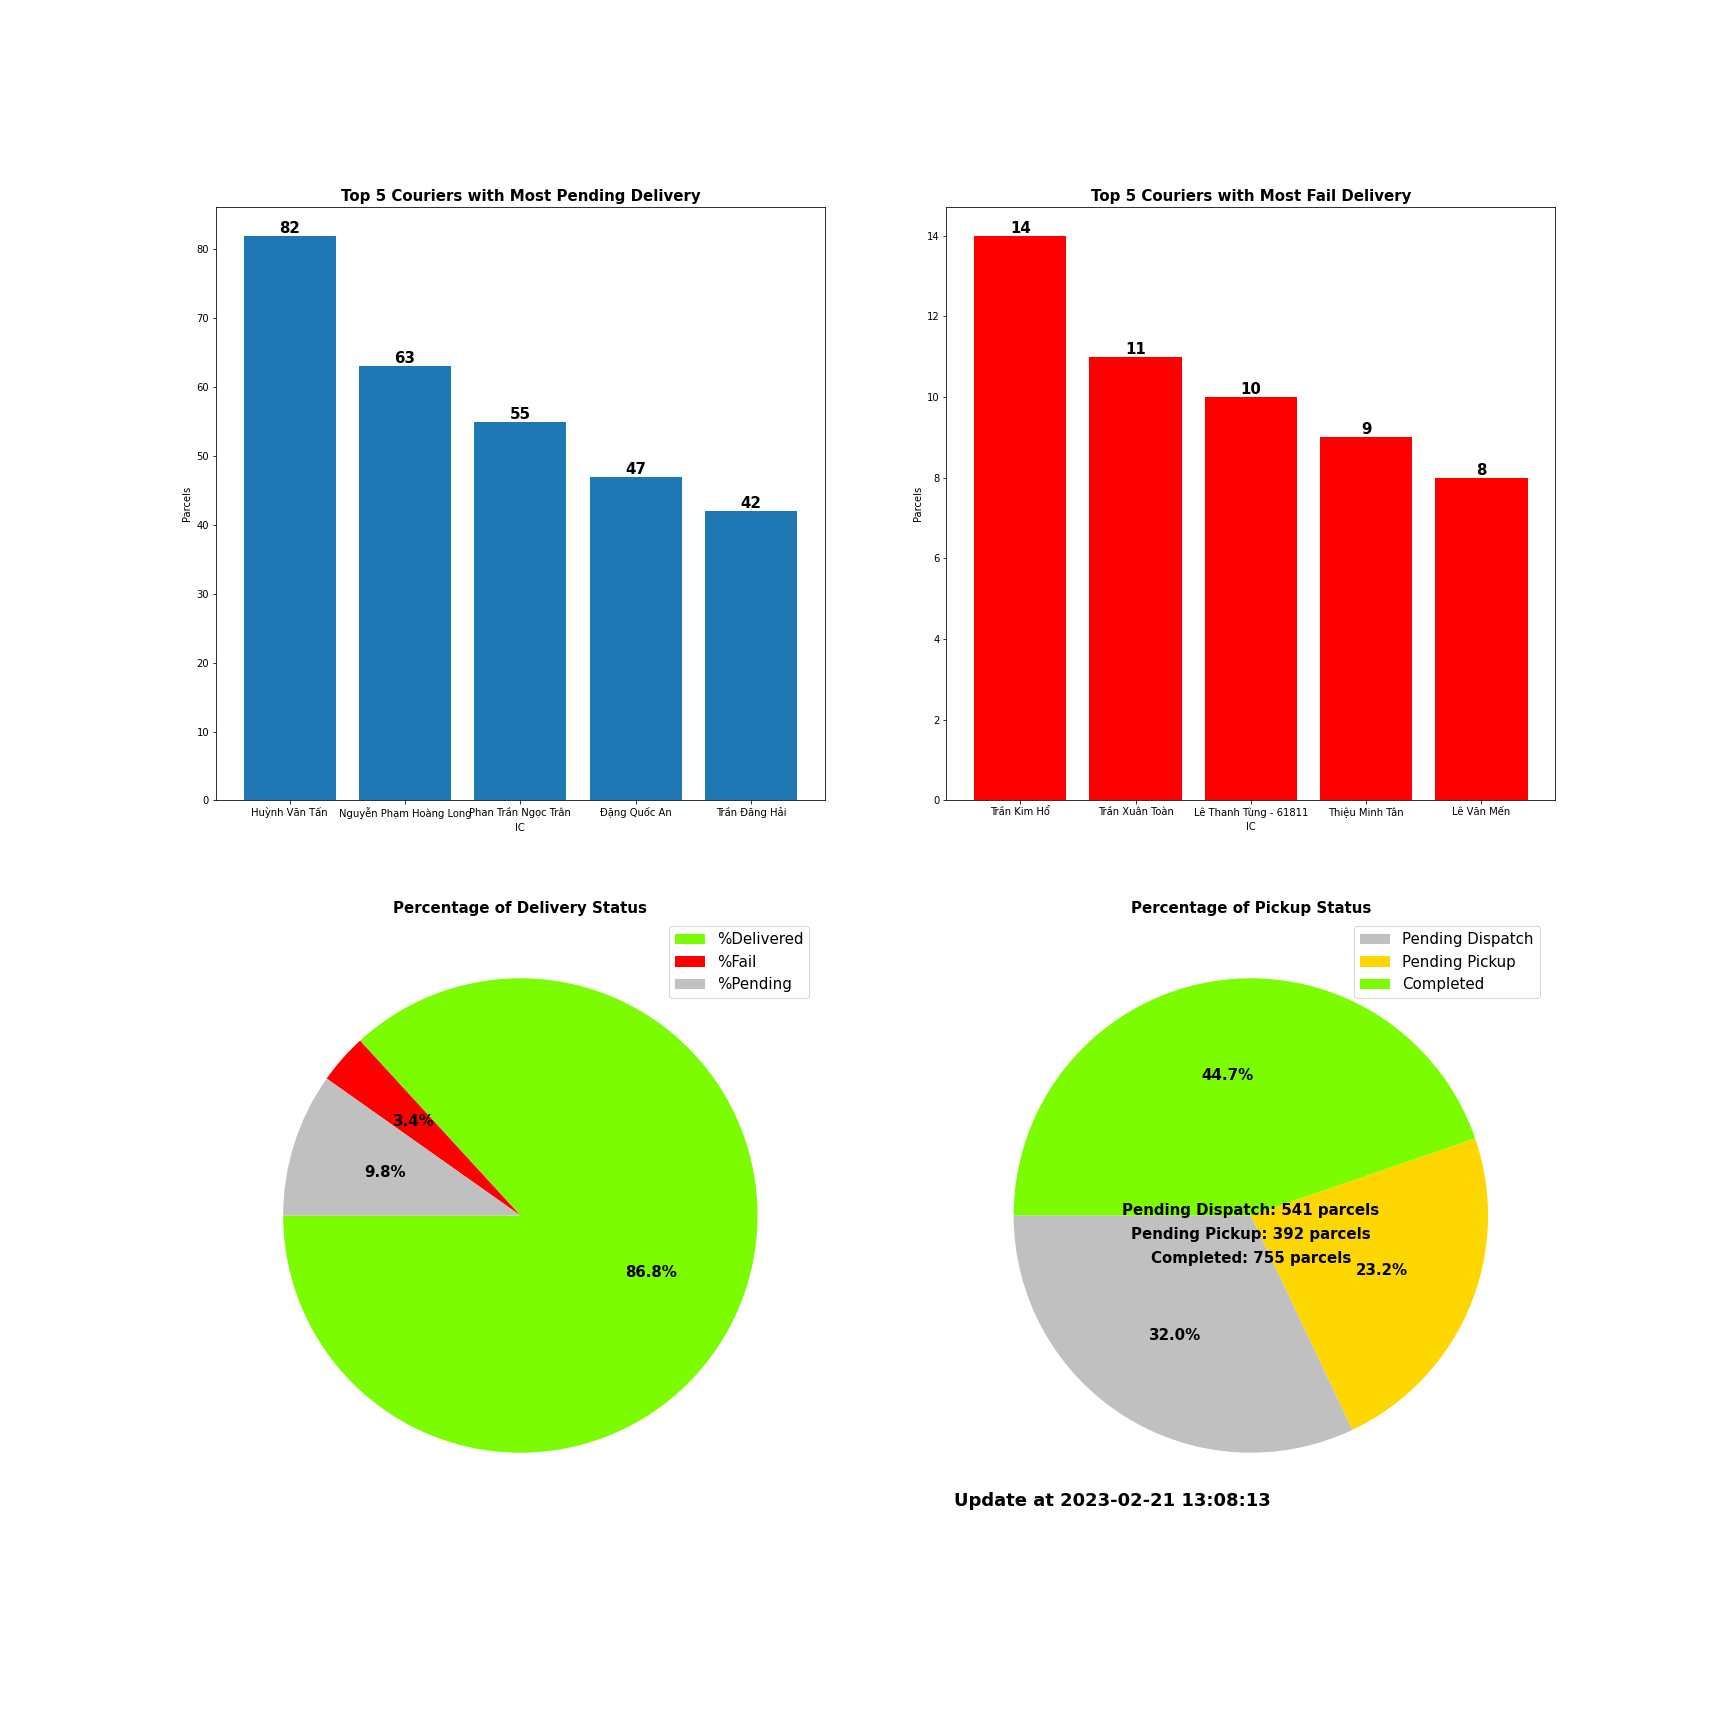 Top 5 Couriers with Most Pending Delivery
82
63
55
47
42
80
70
60
50
40
30
20
10
0
Parcels
Huỳnh Văn Tấn
Nguyễn Phạm Hoàng Long
Phan Trần Ngọc Trân
Đặng Quốc An
Trần Đăng Hải
IC
Top 5 Couriers with Most Fail Delivery
14
11
10
9
8
14
12
10
8
6
4
2
0
Parcels
Trần Kim Hổ
Trần Xuân Toàn
Lê Thanh Tùng - 61811
Thiệu Minh Tân
Lê Văn Mến
IC
Percentage of Delivery Status
%Delivered
%Fail
%Pending
3.4%
9.8%
86.8%
Percentage of Pickup Status
Pending Dispatch
Pending Pickup
Completed
44.7%
Pending Dispatch: 541 parcels
Pending Pickup: 392 parcels
Completed: 755 parcels
23.2%
32.0%
Update at 2023-02-21 13:08:13